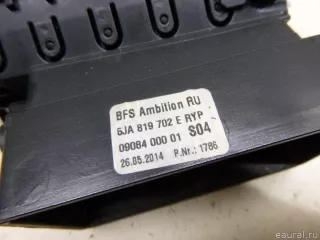 BFS Ambition RU
5JA 819 702 E RYP
09084 000 01 S04
26.05.2014 P.Nr.: 1786
© eaural.ru